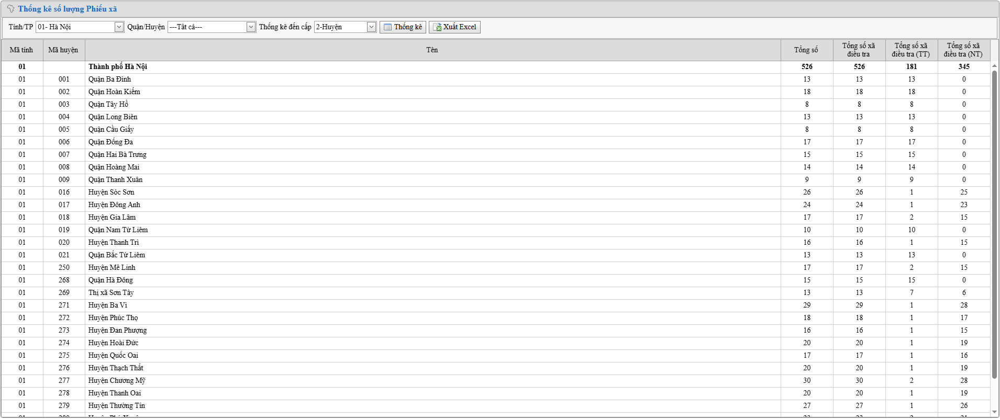 Thống kê số lượng Phiếu xã
Tỉnh/TP 01- Hà Nội Quận/Huyện ---Tất cả--- Thống kê đến cấp 2-Huyện Thống kê Xuất Excel
Mã tỉnh Mã huyện Tên Tổng số Tổng số xã điều tra Tổng số xã điều tra (TT) Tổng số xã điều tra (NT)
01 Thành phố Hà Nội 526 526 181 345
01 001 Quận Ba Đình 13 13 13 0
01 002 Quận Hoàn Kiếm 18 18 18 0
01 003 Quận Tây Hồ 8 8 8 0
01 004 Quận Long Biên 13 13 13 0
01 005 Quận Cầu Giấy 8 8 8 0
01 006 Quận Đống Đa 17 17 17 0
01 007 Quận Hai Bà Trưng 15 15 15 0
01 008 Quận Hoàng Mai 14 14 14 0
01 009 Quận Thanh Xuân 9 9 9 0
01 016 Huyện Sóc Sơn 26 26 1 25
01 017 Huyện Đông Anh 24 24 1 23
01 018 Huyện Gia Lâm 17 17 2 15
01 019 Quận Nam Từ Liêm 10 10 10 0
01 020 Huyện Thanh Trì 16 16 1 15
01 021 Quận Bắc Từ Liêm 13 13 13 0
01 250 Huyện Mê Linh 17 17 2 15
01 268 Quận Hà Đông 15 15 15 0
01 269 Thị xã Sơn Tây 13 13 7 6
01 271 Huyện Ba Vì 29 29 1 28
01 272 Huyện Phúc Thọ 18 18 1 17
01 273 Huyện Đan Phượng 16 16 1 15
01 274 Huyện Hoài Đức 20 20 1 19
01 275 Huyện Quốc Oai 17 17 1 16
01 276 Huyện Thạch Thất 20 20 1 19
01 277 Huyện Chương Mỹ 30 30 2 28
01 278 Huyện Thanh Oai 20 20 1 19
01 279 Huyện Thường Tín 27 27 1 26